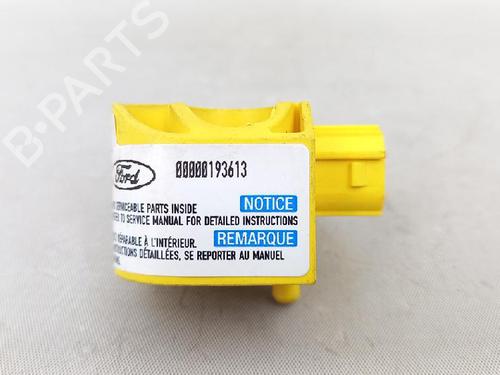 B-PARTS
Ford
00000193613
SERVICEABLE PARTS INSIDE
NOTICE
TO SERVICE MANUAL FOR DETAILED INSTRUCTIONS
RÉPARABLE À L'INTÉRIEUR.
REMARQUE
DÉTAILLÉES, SE REPORTER AU MANUEL